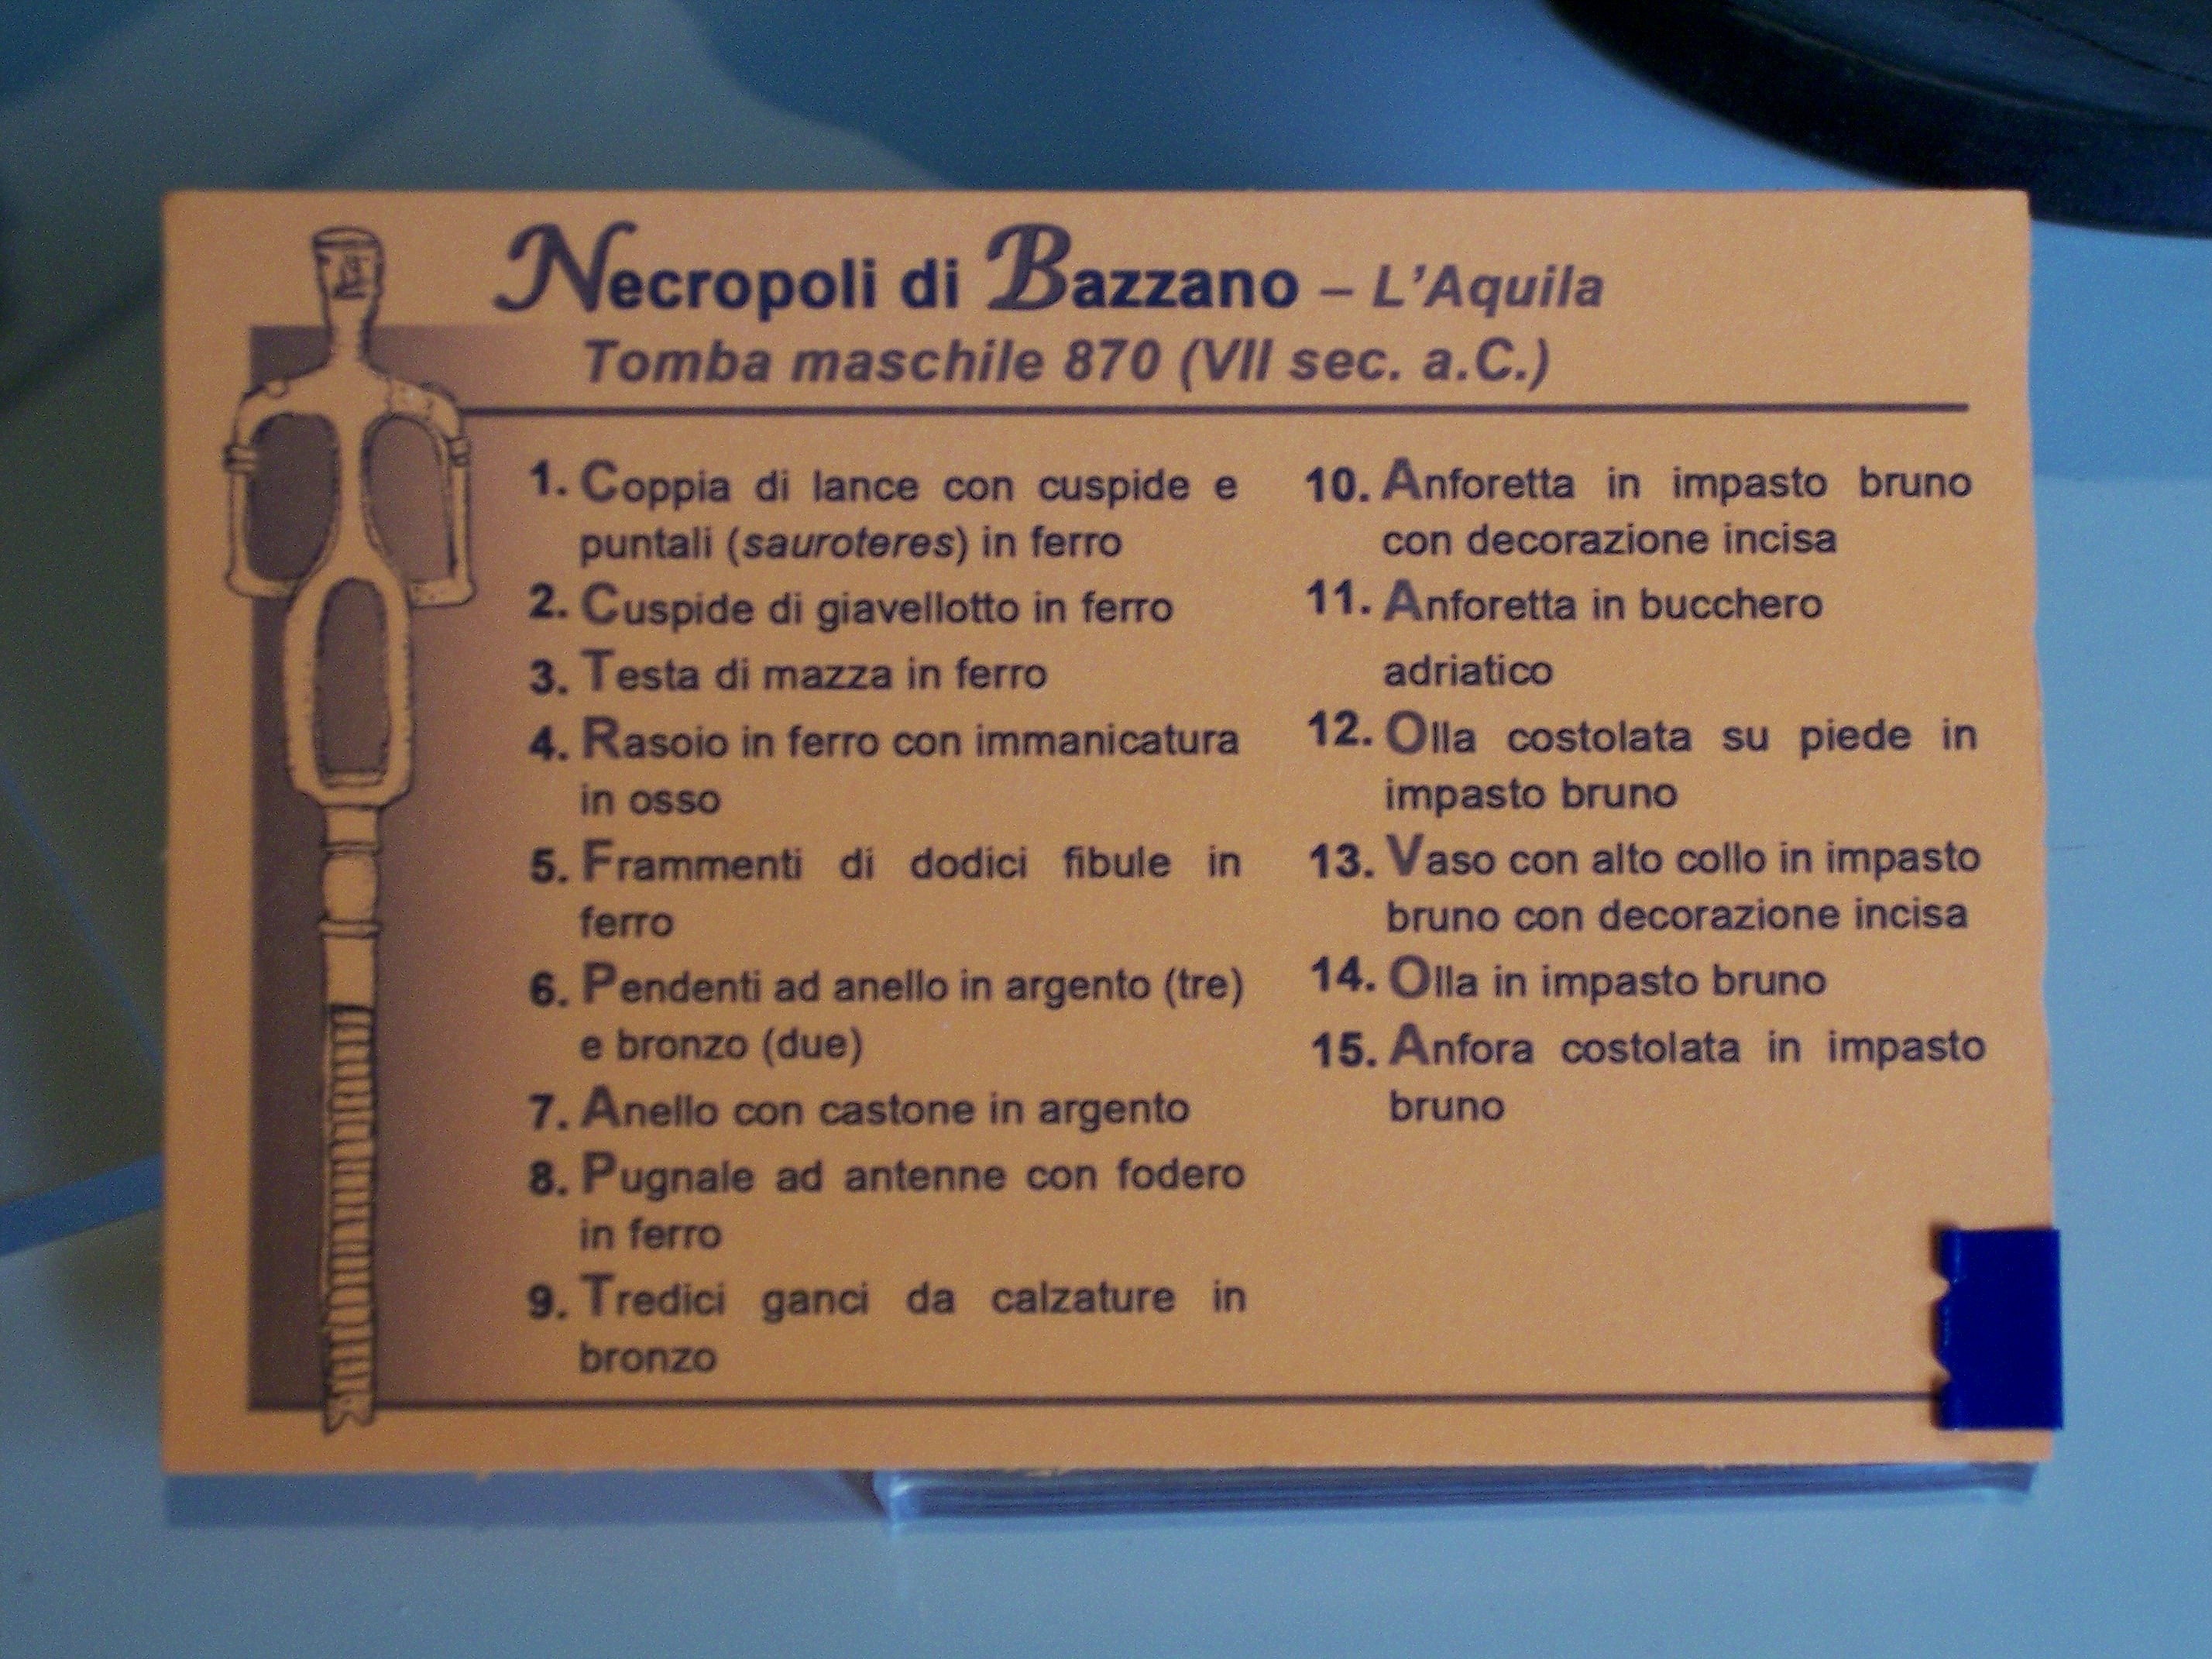 Necropoli di Bazzano – L'Aquila
Tomba maschile 870 (VII sec. a.C.)
1. Coppia di lance con cuspide e
puntali (sauroteres) in ferro
2. Cuspide di giavellotto in ferro
3. Testa di mazza in ferro
4. Rasoio in ferro con immanicatura
in osso
5. Frammenti di dodici fibule in
ferro
6. Pendenti ad anello in argento (tre)
e bronzo (due)
7. Anello con castone in argento
8. Pugnale ad antenne con fodero
in ferro
9. Tredici ganci da calzature in
bronzo
10. Anforetta in impasto bruno
con decorazione incisa
11. Anforetta in bucchero
adriatico
12. Olla costolata su piede in
impasto bruno
13. Vaso con alto collo in impasto
bruno con decorazione incisa
14. Olla in impasto bruno
15. Anfora costolata in impasto
bruno